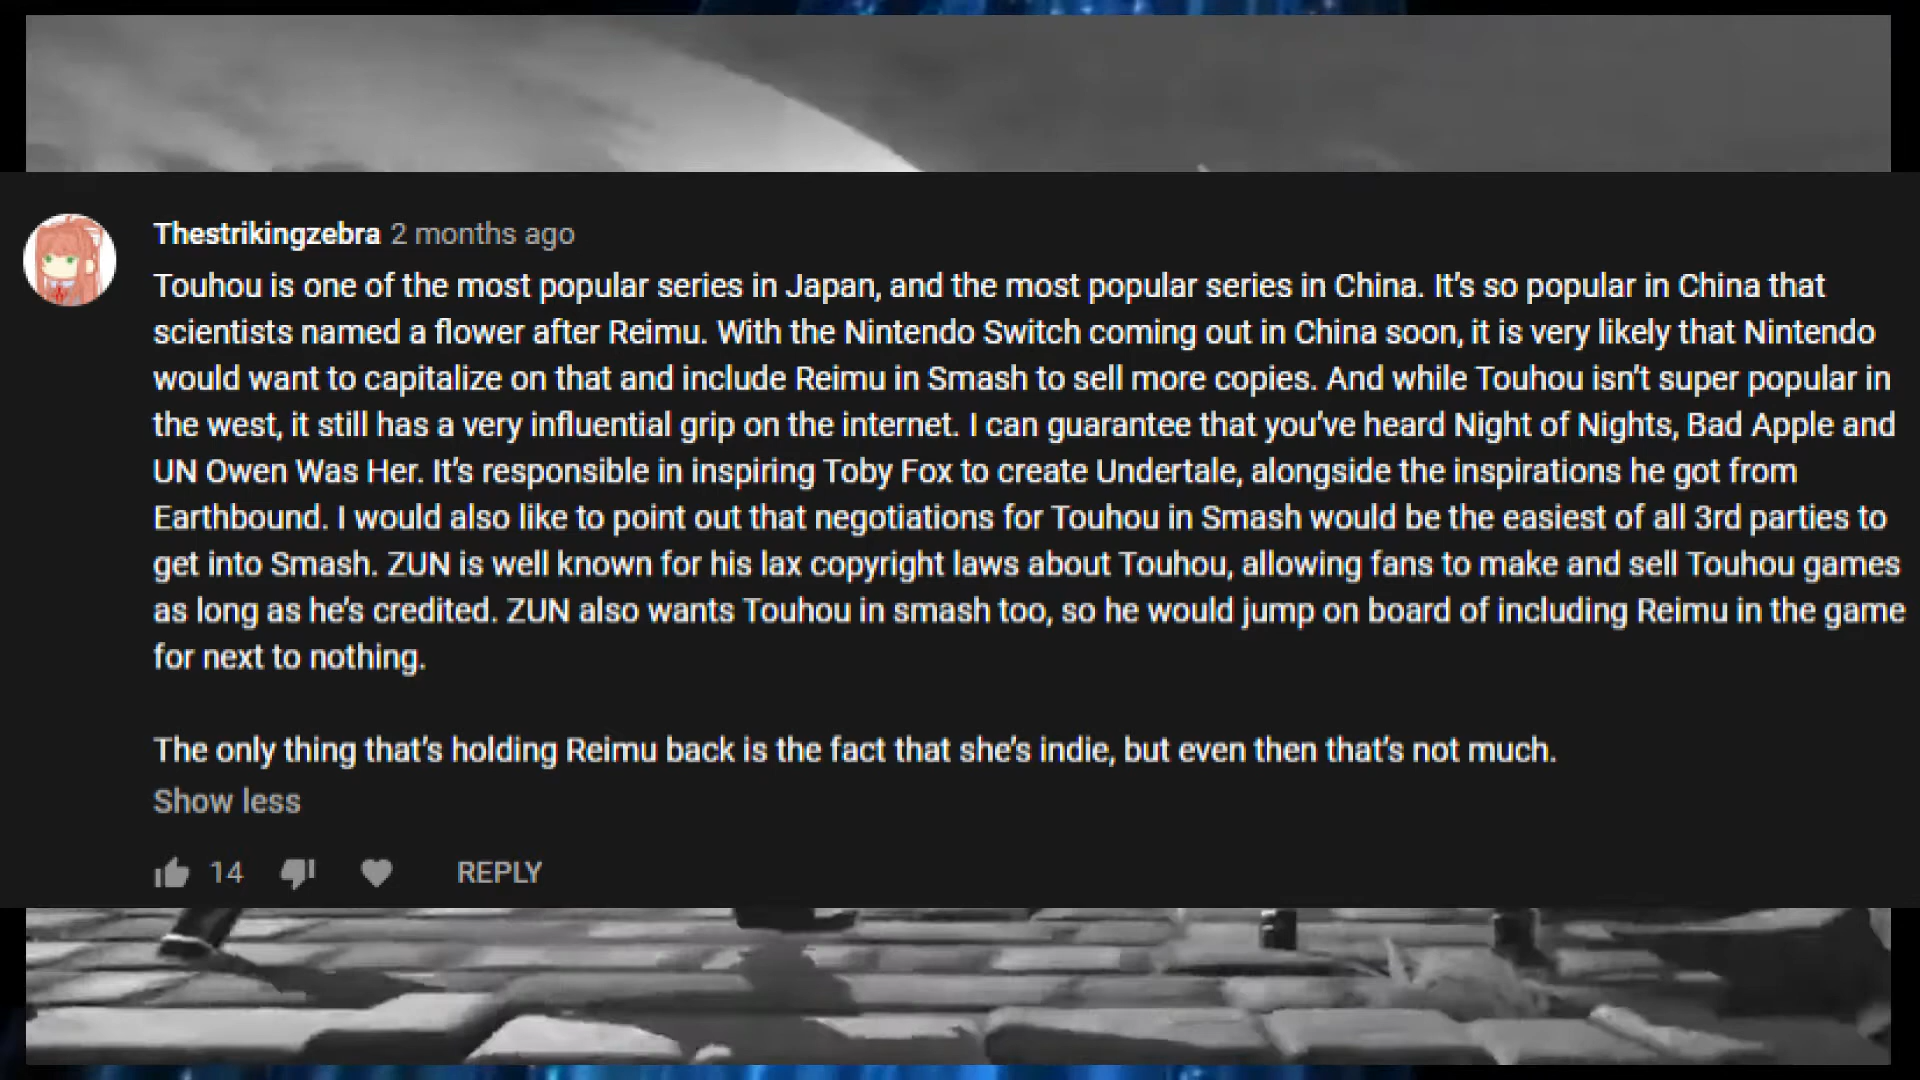 Thestrikingzebra 2 months ago
Touhou is one of the most popular series in Japan, and the most popular series in China. It’s so popular in China that
scientists named a flower after Reimu. With the Nintendo Switch coming out in China soon, it is very likely that Nintendo
would want to capitalize on that and include Reimu in Smash to sell more copies. And while Touhou isn’t super popular in
the west, it still has a very influential grip on the internet. I can guarantee that you’ve heard Night of Nights, Bad Apple and
UN Owen Was Her. It’s responsible in inspiring Toby Fox to create Undertale, alongside the inspirations he got from
Earthbound. I would also like to point out that negotiations for Touhou in Smash would be the easiest of all 3rd parties to
get into Smash. ZUN is well known for his lax copyright laws about Touhou, allowing fans to make and sell Touhou games
as long as he’s credited. ZUN also wants Touhou in smash too, so he would jump on board of including Reimu in the game
for next to nothing.
The only thing that’s holding Reimu back is the fact that she’s indie, but even then that’s not much.
Show less
14 REPLY